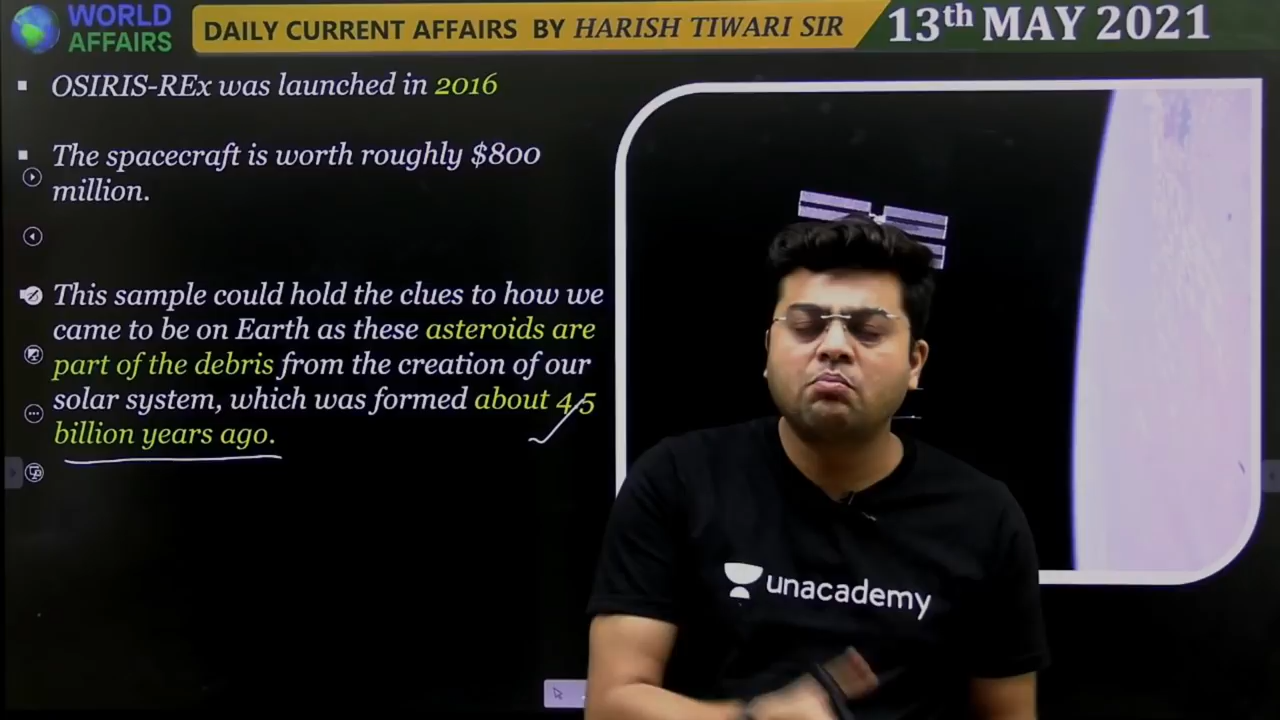 WORLD
AFFAIRS
DAILY CURRENT AFFAIRS BY HARISH TIWARI SIR
13th MAY 2021
OSIRIS-REx was launched in 2016
The spacecraft is worth roughly $800
million.
This sample could hold the clues to how we
came to be on Earth as these asteroids are
part of the debris from the creation of our
solar system, which was formed about 4.5
billion years ago.
unacademy